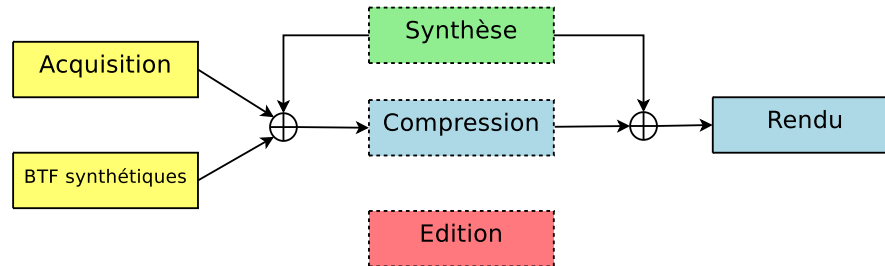 Synthèse
Acquisition
Compression
Rendu
BTF synthétiques
Edition